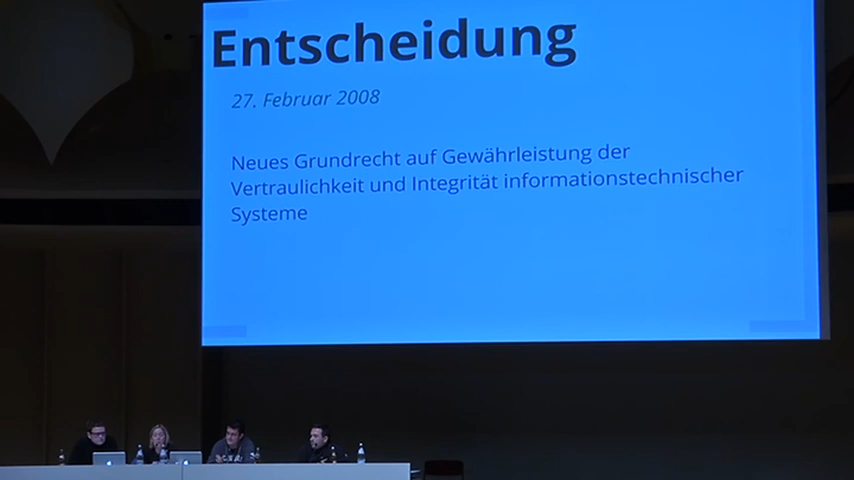 Entscheidung
27. Februar 2008
Neues Grundrecht auf Gewährleistung der
Vertraulichkeit und Integrität informationstechnischer
Systeme